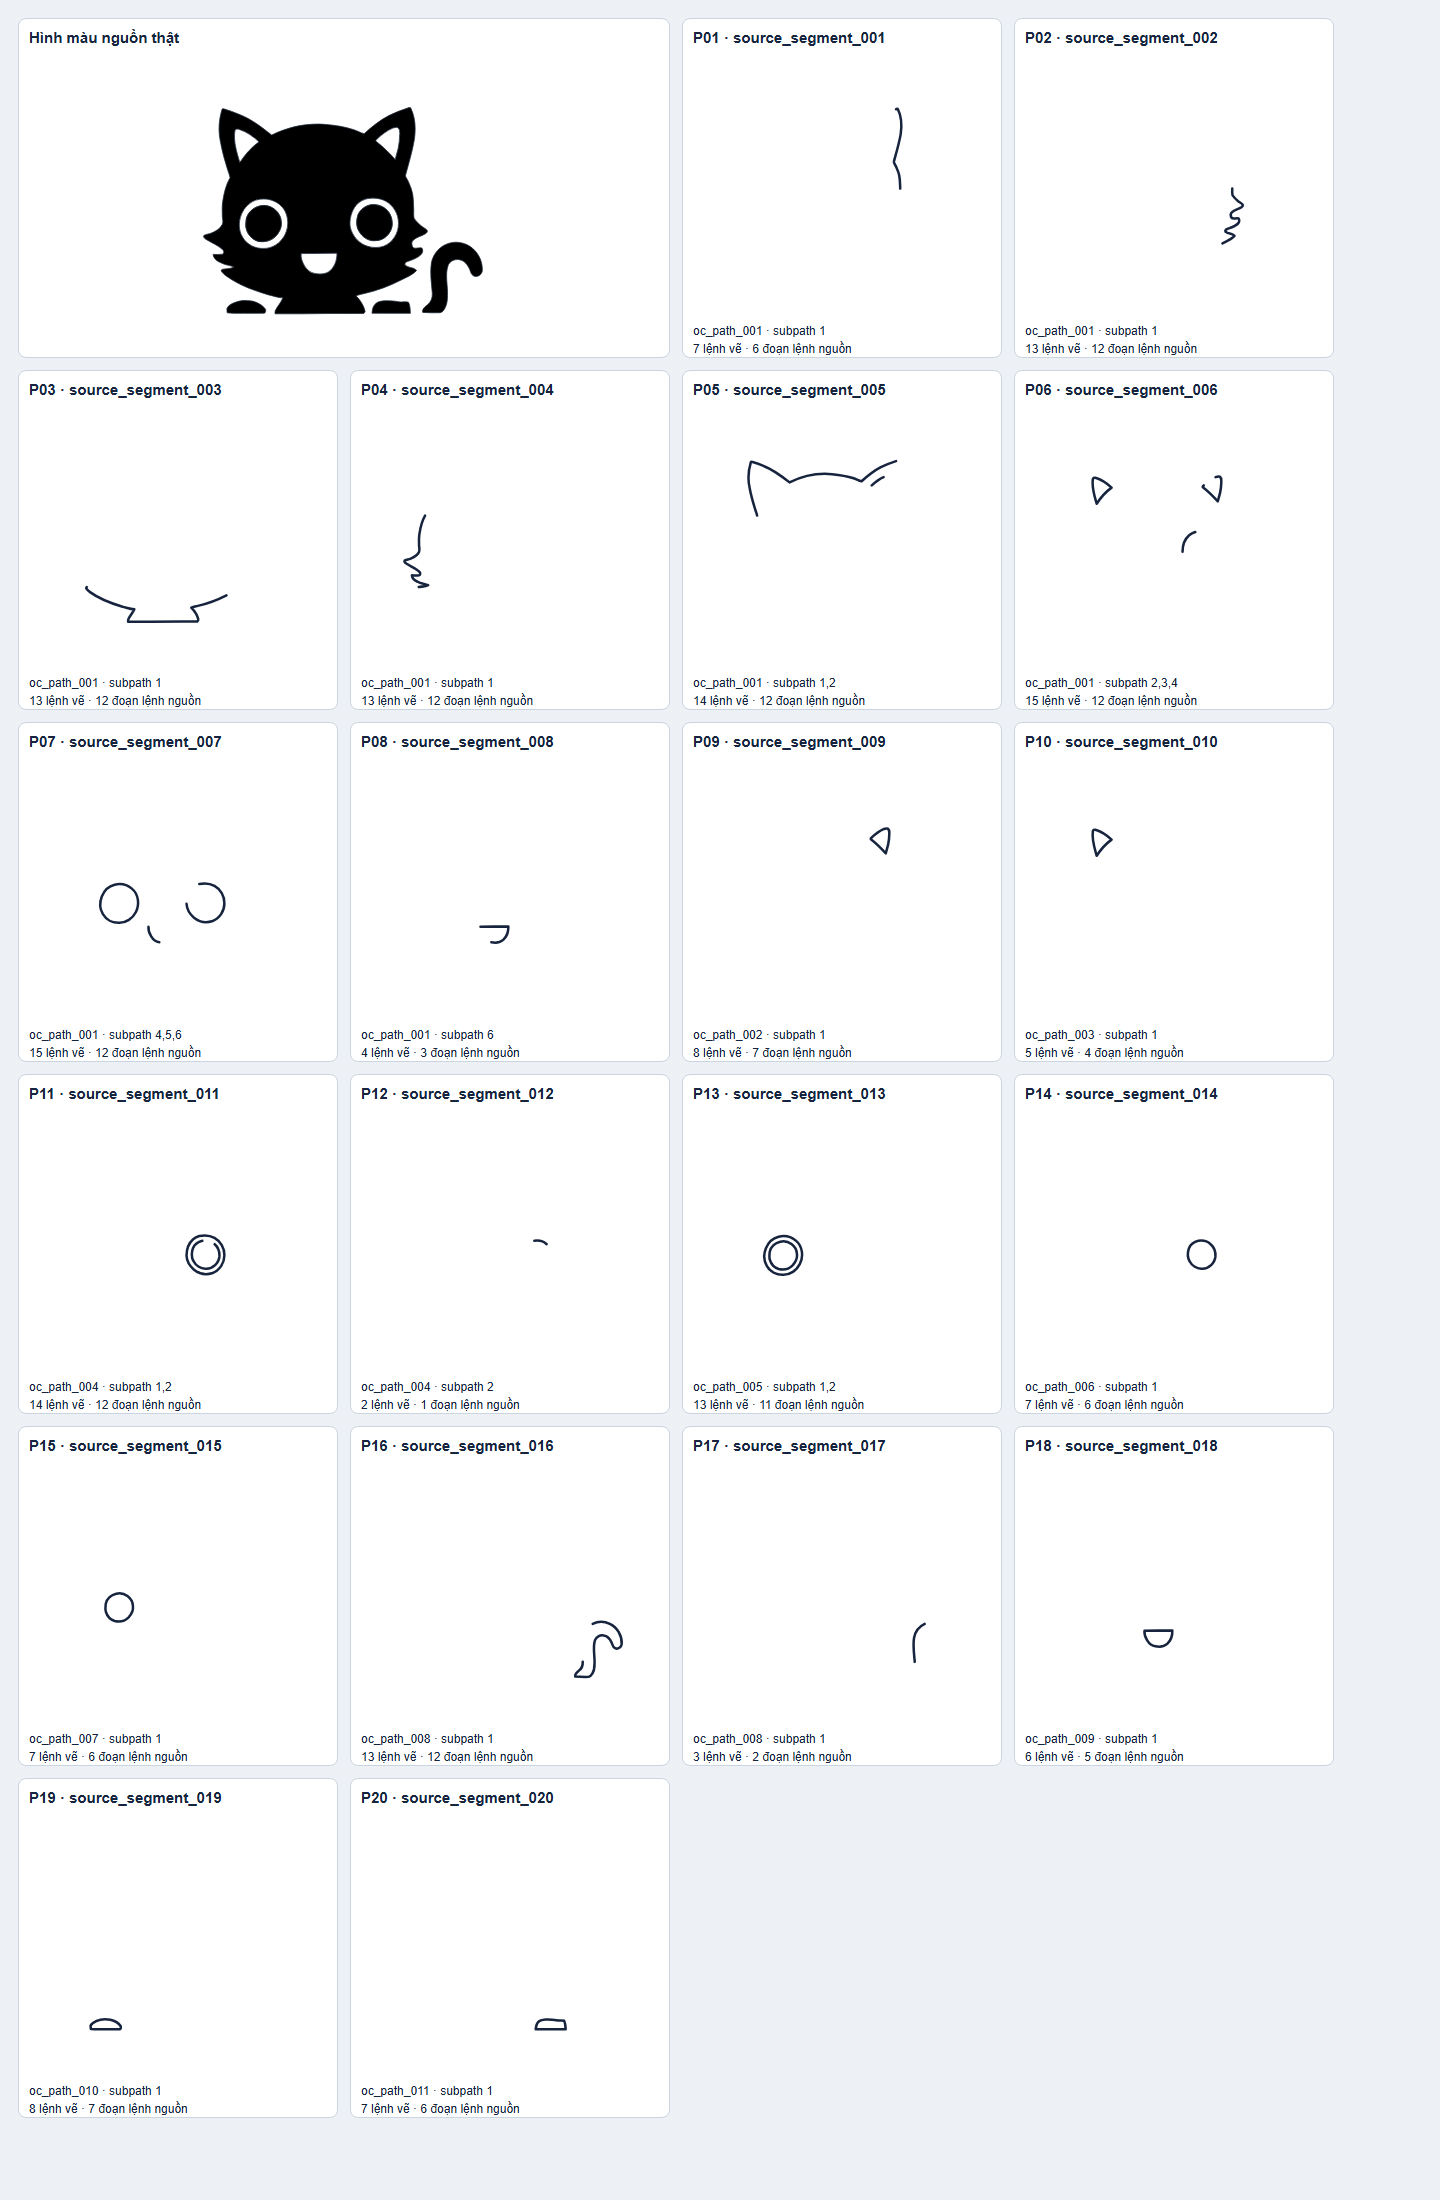 Hình màu nguồn thật
P01 · source_segment_001
oc_path_001 · subpath 1
7 lệnh vẽ · 6 đoạn lệnh nguồn
P02 · source_segment_002
oc_path_001 · subpath 1
13 lệnh vẽ · 12 đoạn lệnh nguồn
P03 · source_segment_003
oc_path_001 · subpath 1
13 lệnh vẽ · 12 đoạn lệnh nguồn
P04 · source_segment_004
oc_path_001 · subpath 1
13 lệnh vẽ · 12 đoạn lệnh nguồn
P05 · source_segment_005
oc_path_001 · subpath 1,2
14 lệnh vẽ · 12 đoạn lệnh nguồn
P06 · source_segment_006
oc_path_001 · subpath 2,3,4
15 lệnh vẽ · 12 đoạn lệnh nguồn
P07 · source_segment_007
oc_path_001 · subpath 4,5,6
15 lệnh vẽ · 12 đoạn lệnh nguồn
P08 · source_segment_008
oc_path_001 · subpath 6
4 lệnh vẽ · 3 đoạn lệnh nguồn
P09 · source_segment_009
oc_path_002 · subpath 1
8 lệnh vẽ · 7 đoạn lệnh nguồn
P10 · source_segment_010
oc_path_003 · subpath 1
5 lệnh vẽ · 4 đoạn lệnh nguồn
P11 · source_segment_011
oc_path_004 · subpath 1,2
14 lệnh vẽ · 12 đoạn lệnh nguồn
P12 · source_segment_012
oc_path_004 · subpath 2
2 lệnh vẽ · 1 đoạn lệnh nguồn
P13 · source_segment_013
oc_path_005 · subpath 1,2
13 lệnh vẽ · 11 đoạn lệnh nguồn
P14 · source_segment_014
oc_path_006 · subpath 1
7 lệnh vẽ · 6 đoạn lệnh nguồn
P15 · source_segment_015
oc_path_007 · subpath 1
7 lệnh vẽ · 6 đoạn lệnh nguồn
P16 · source_segment_016
oc_path_008 · subpath 1
13 lệnh vẽ · 12 đoạn lệnh nguồn
P17 · source_segment_017
oc_path_008 · subpath 1
3 lệnh vẽ · 2 đoạn lệnh nguồn
P18 · source_segment_018
oc_path_009 · subpath 1
6 lệnh vẽ · 5 đoạn lệnh nguồn
P19 · source_segment_019
oc_path_010 · subpath 1
8 lệnh vẽ · 7 đoạn lệnh nguồn
P20 · source_segment_020
oc_path_011 · subpath 1
7 lệnh vẽ · 6 đoạn lệnh nguồn